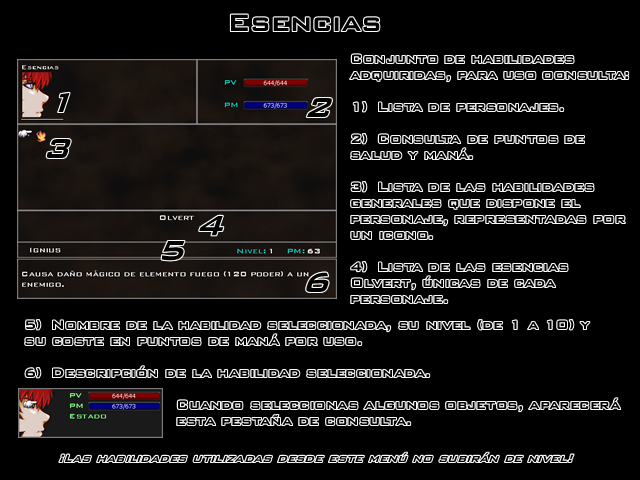 Esencias
Esencias
1
PV 644/644
PM 673/673
2
3
Olvert
4
5
Ignius Nivel: 1 PM: 63
Causa daño mágico de elemento fuego (120 poder) a un
enemigo.
6
Conjunto de habilidades
adquiridas, para uso consulta:
1) Lista de personajes.
2) Consulta de puntos de
salud y maná.
3) Lista de las habilidades
generales que dispone el
personaje, representadas por
un icono.
4) Lista de las esencias
Olvert, únicas de cada
personaje.
5) Nombre de la habilidad seleccionada, su nivel (de 1 a 10) y
su coste en puntos de maná por uso.
6) Descripción de la habilidad seleccionada.
PV 644/644
PM 673/673
Estado
Cuando seleccionas algunos objetos, aparecerá
esta pestaña de consulta.
¡Las habilidades utilizadas desde este menú no subirán de nivel!